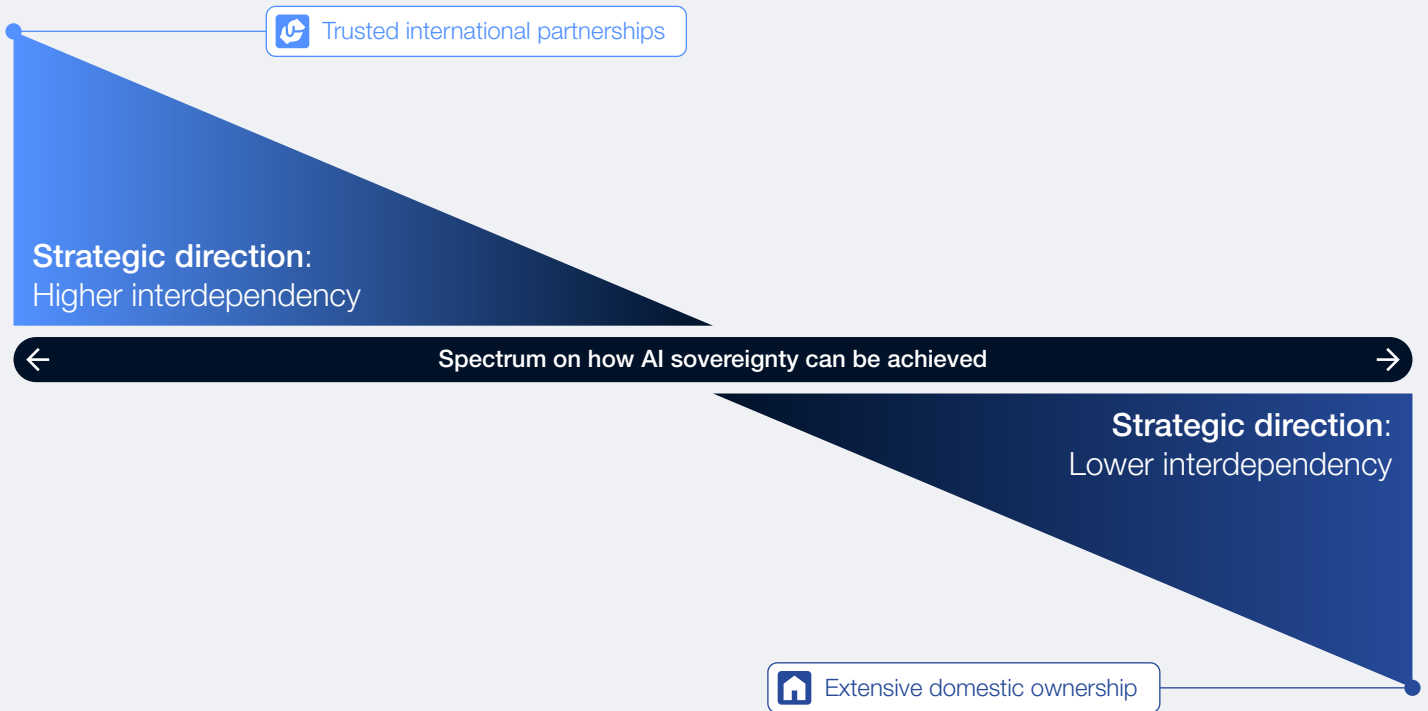 Trusted international partnerships
Strategic direction:
Higher interdependency
Spectrum on how AI sovereignty can be achieved
Strategic direction:
Lower interdependency
Extensive domestic ownership